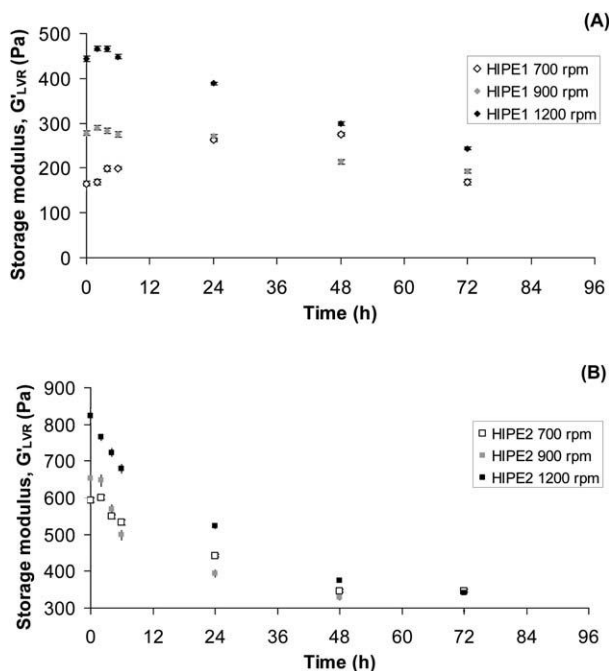 (A)
Storage modulus, G'LVR (Pa)
500
400
300
200
100
0
HIPE1 700 rpm
HIPE1 900 rpm
HIPE1 1200 rpm
0 12 24 36 48 60 72 84 96
Time (h)
(B)
Storage modulus, G'LVR (Pa)
900
800
700
600
500
400
300
HIPE2 700 rpm
HIPE2 900 rpm
HIPE2 1200 rpm
0 12 24 36 48 60 72 84 96
Time (h)